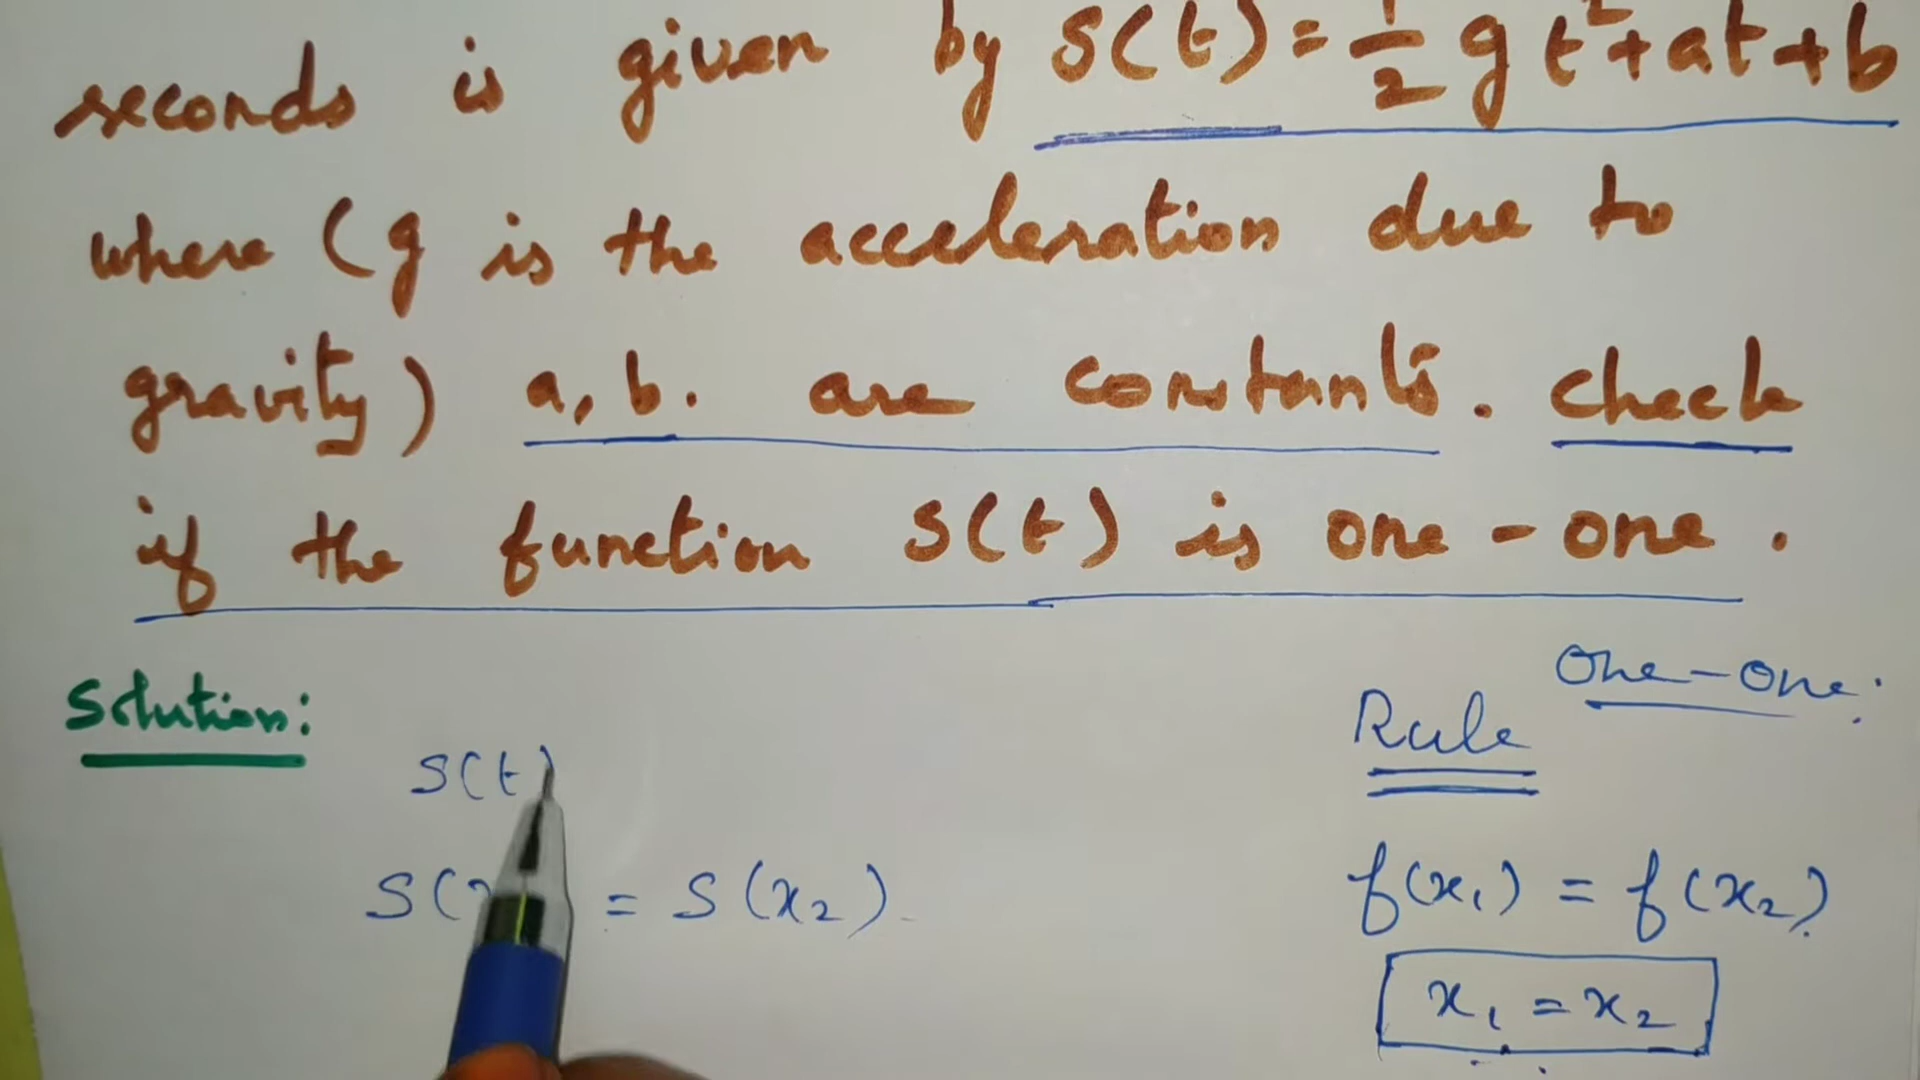 seconds is given by S(t) = 1/2 g t² + at + b
where (g is the acceleration due to
gravity) a, b. are constants. check
if the function S(t) is one - one.
Solution:
One - One:
Rule
S(t)
S(x = S(x₂).
f(x₁) = f(x₂).
x₁ = x₂